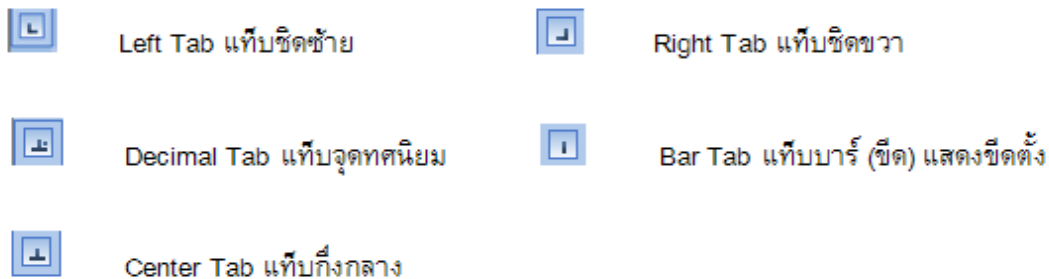 Left Tab แท็บชิดซ้าย
Right Tab แท็บชิดขวา
Decimal Tab แท็บจุดทศนิยม
Bar Tab แท็บบาร์ (ขีด) แสดงขีดตั้ง
Center Tab แท็บกึ่งกลาง